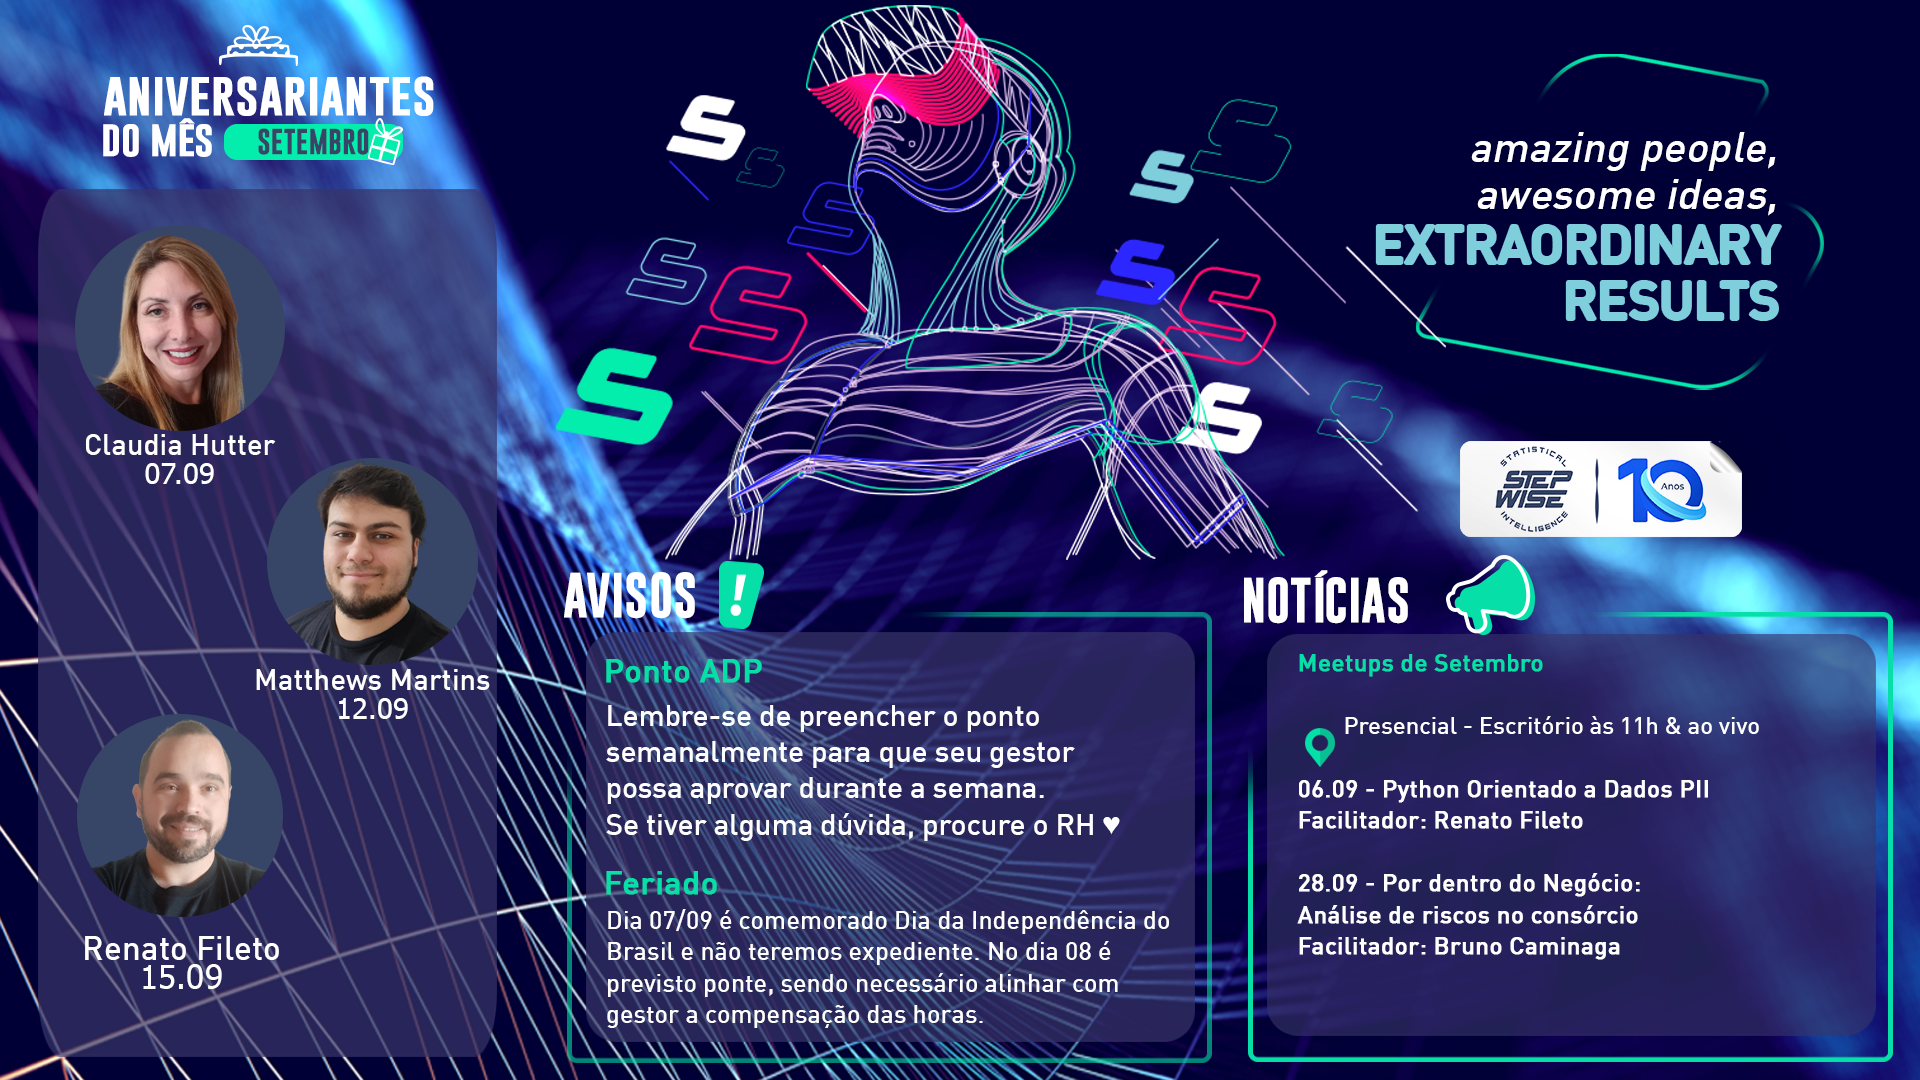 ANIVERSARIANTES
DO MÊS SETEMBRO
Claudia Hutter
07.09
Matthews Martins
12.09
Renato Fileto
15.09
amazing people,
awesome ideas,
EXTRAORDINARY
RESULTS
STATISTICAL
STEP
WISE
INTELLIGENCE
10
Anos
AVISOS !
Ponto ADP
Lembre-se de preencher o ponto
semanalmente para que seu gestor
possa aprovar durante a semana.
Se tiver alguma dúvida, procure o RH ♥
Feriado
Dia 07/09 é comemorado Dia da Independência do
Brasil e não teremos expediente. No dia 08 é
previsto ponte, sendo necessário alinhar com
gestor a compensação das horas.
NOTÍCIAS
Meetups de Setembro
Presencial - Escritório às 11h & ao vivo
06.09 - Python Orientado a Dados PII
Facilitador: Renato Fileto
28.09 - Por dentro do Negócio:
Análise de riscos no consórcio
Facilitador: Bruno Caminaga